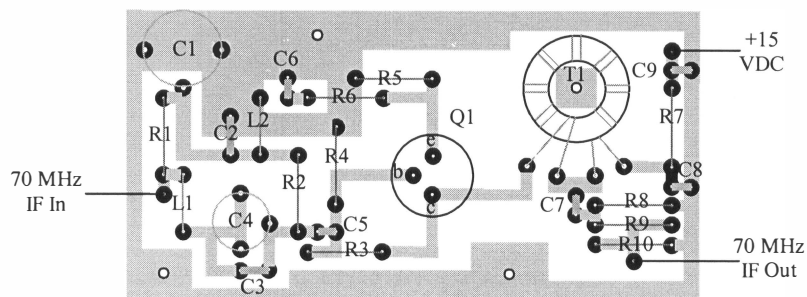 C1
C6
R5
T1
C9
+15
VDC
R6
R1
C2
L2
Q1
R7
R4
e
R2
b
70 MHz
IF In
L1
C8
c
C4
C5
C7
R8
R9
R3
R10
70 MHz
IF Out
C3